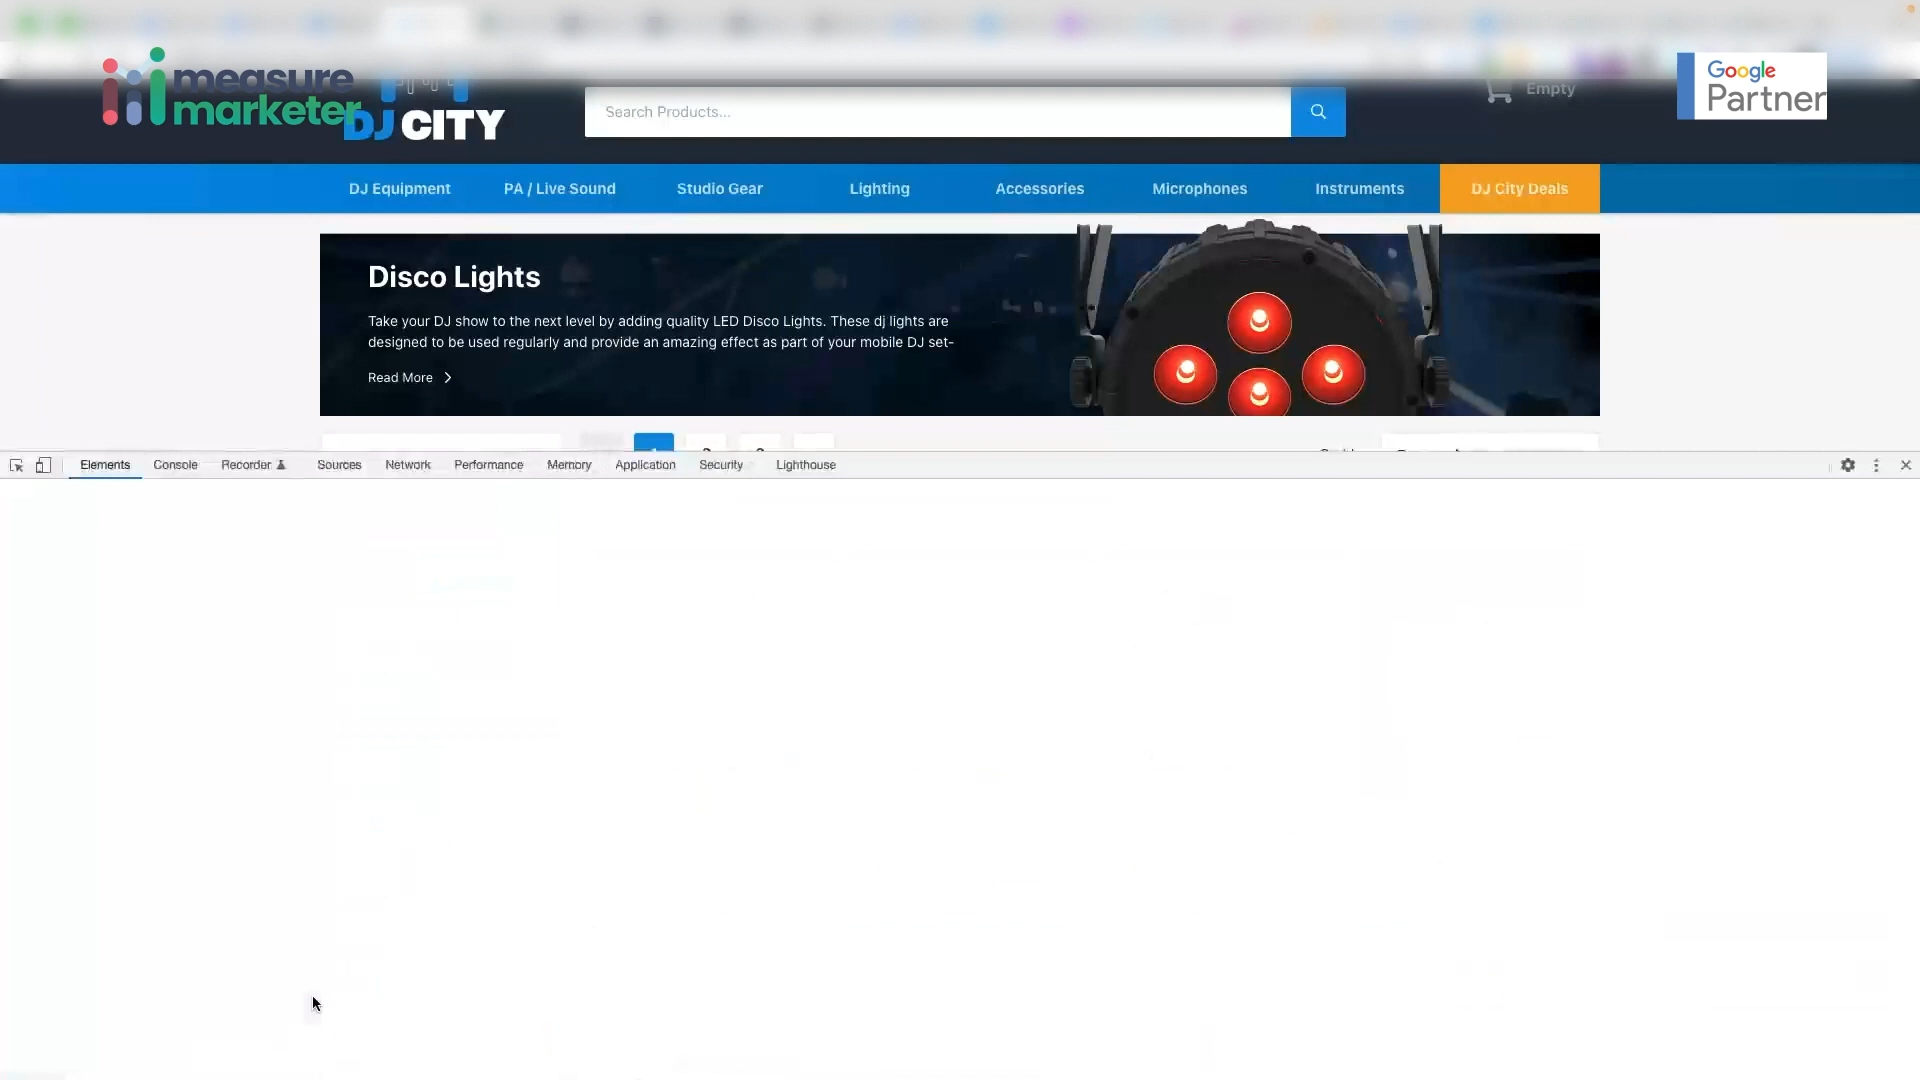 measure
marketer
DJ CITY
Search Products...
Empty
Google
Partner
DJ Equipment
PA / Live Sound
Studio Gear
Lighting
Accessories
Microphones
Instruments
DJ City Deals
Disco Lights
Take your DJ show to the next level by adding quality LED Disco Lights. These dj lights are
designed to be used regularly and provide an amazing effect as part of your mobile DJ set-
Read More
Elements
Console
Recorder
Sources
Network
Performance
Memory
Application
Security
Lighthouse